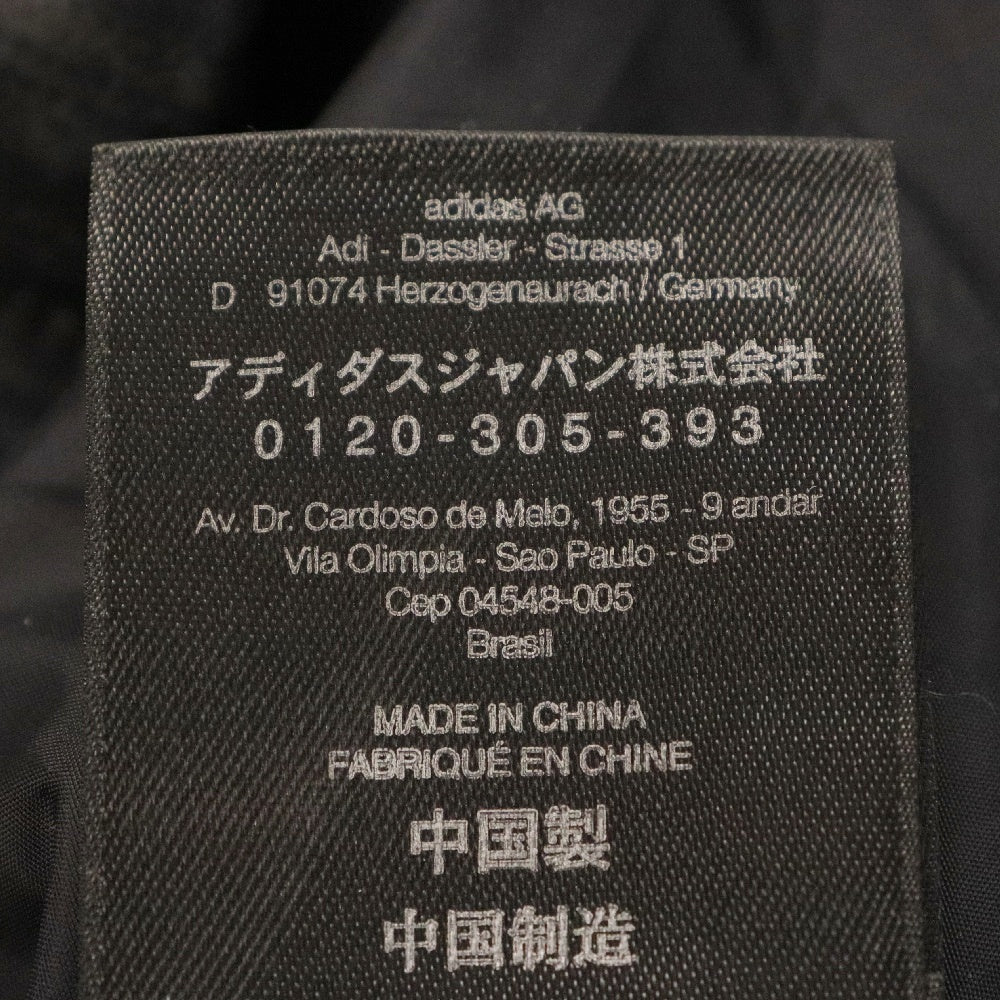 adidas AG
Adi - Dassler - Strasse 1
D 91074 Herzogenaurach / Germany
アディダスジャパン株式会社
0120-305-393
Av. Dr. Cardoso de Melo, 1955 - 9 andar
Vila Olimpia - Sao Paulo - SP
Cep 04548-005
Brasil
MADE IN CHINA
FABRIQUÉ EN CHINE
中国製
中国制造